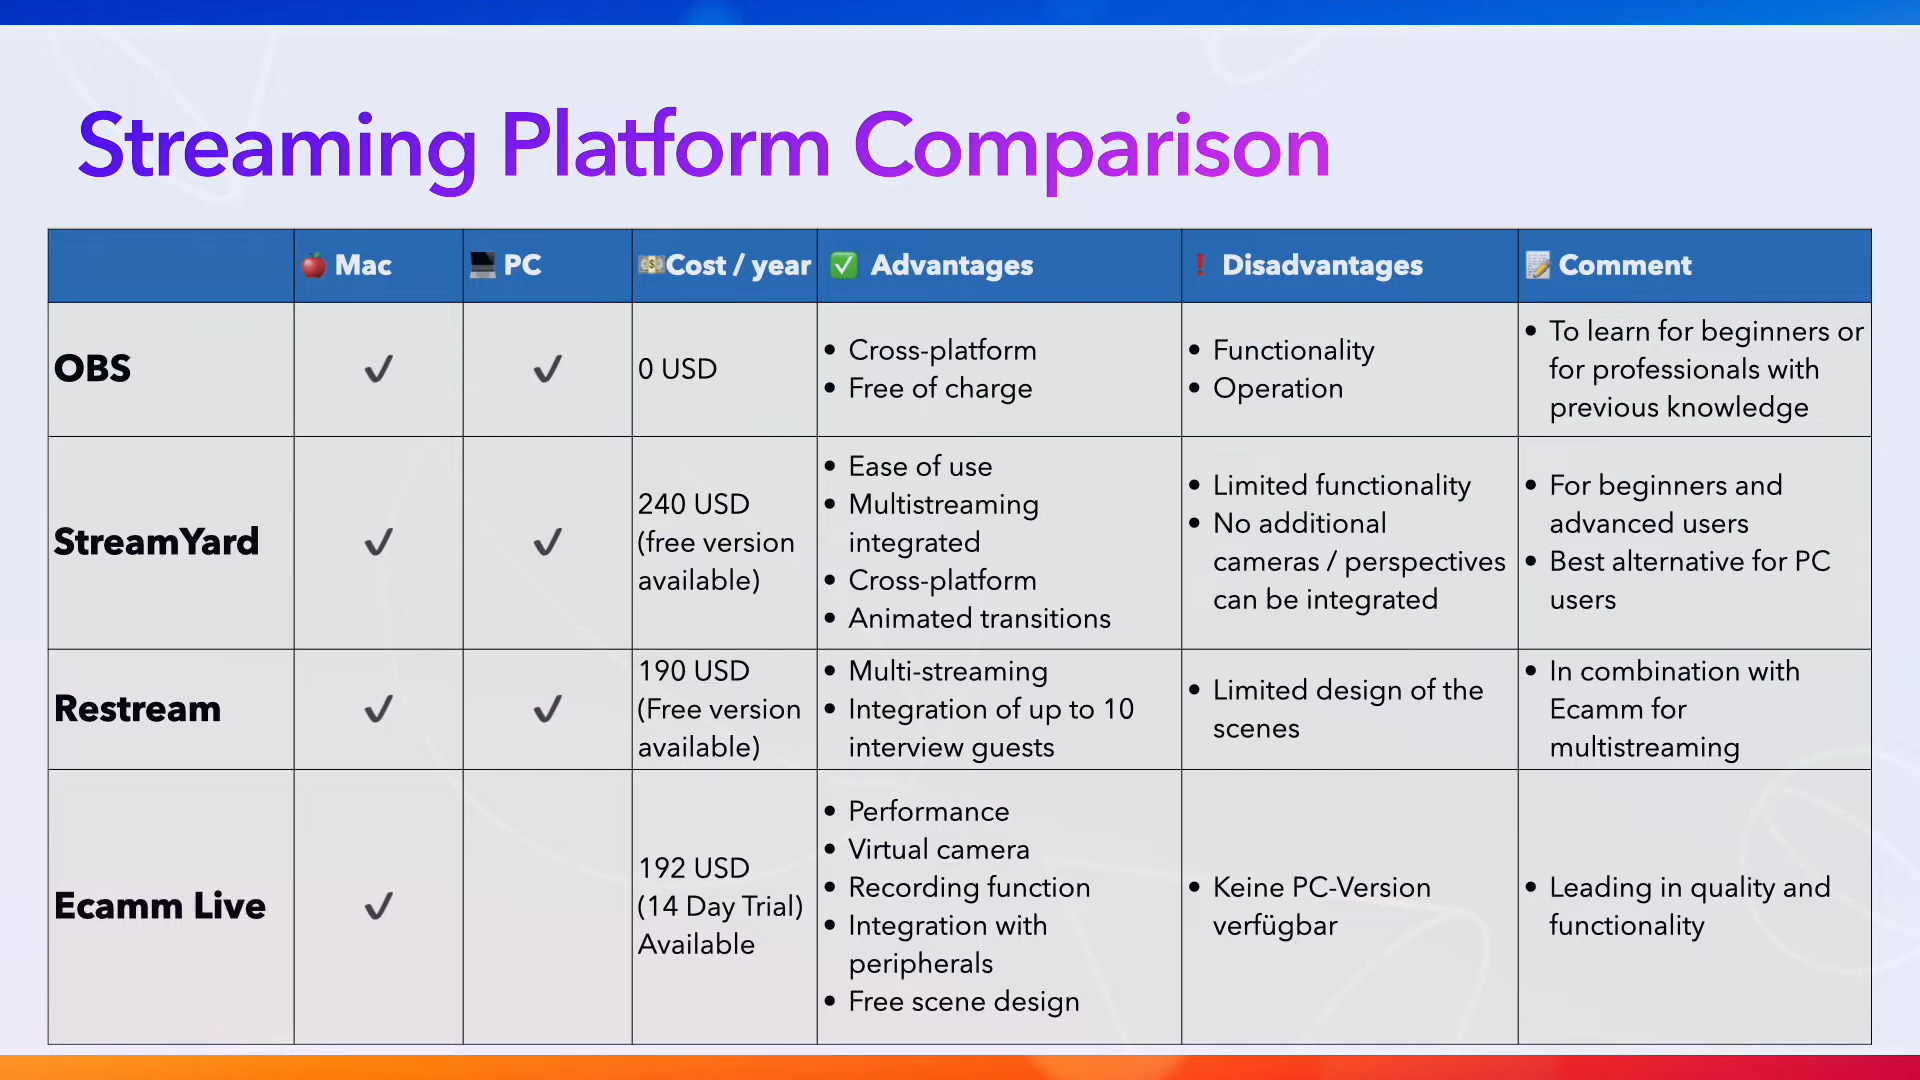 Streaming Platform Comparison
Mac
PC
Cost / year
Advantages
Disadvantages
Comment
OBS
✔
✔
0 USD
• Cross-platform
• Free of charge
• Functionality
• Operation
• To learn for beginners or
for professionals with
previous knowledge
StreamYard
✔
✔
240 USD
(free version
available)
• Ease of use
• Multistreaming
integrated
• Cross-platform
• Animated transitions
• Limited functionality
• No additional
cameras / perspectives
can be integrated
• For beginners and
advanced users
• Best alternative for PC
users
Restream
✔
✔
190 USD
(Free version
available)
• Multi-streaming
• Integration of up to 10
interview guests
• Limited design of the
scenes
• In combination with
Ecamm for
multistreaming
Ecamm Live
✔
192 USD
(14 Day Trial)
Available
• Performance
• Virtual camera
• Recording function
• Integration with
peripherals
• Free scene design
• Keine PC-Version
verfügbar
• Leading in quality and
functionality